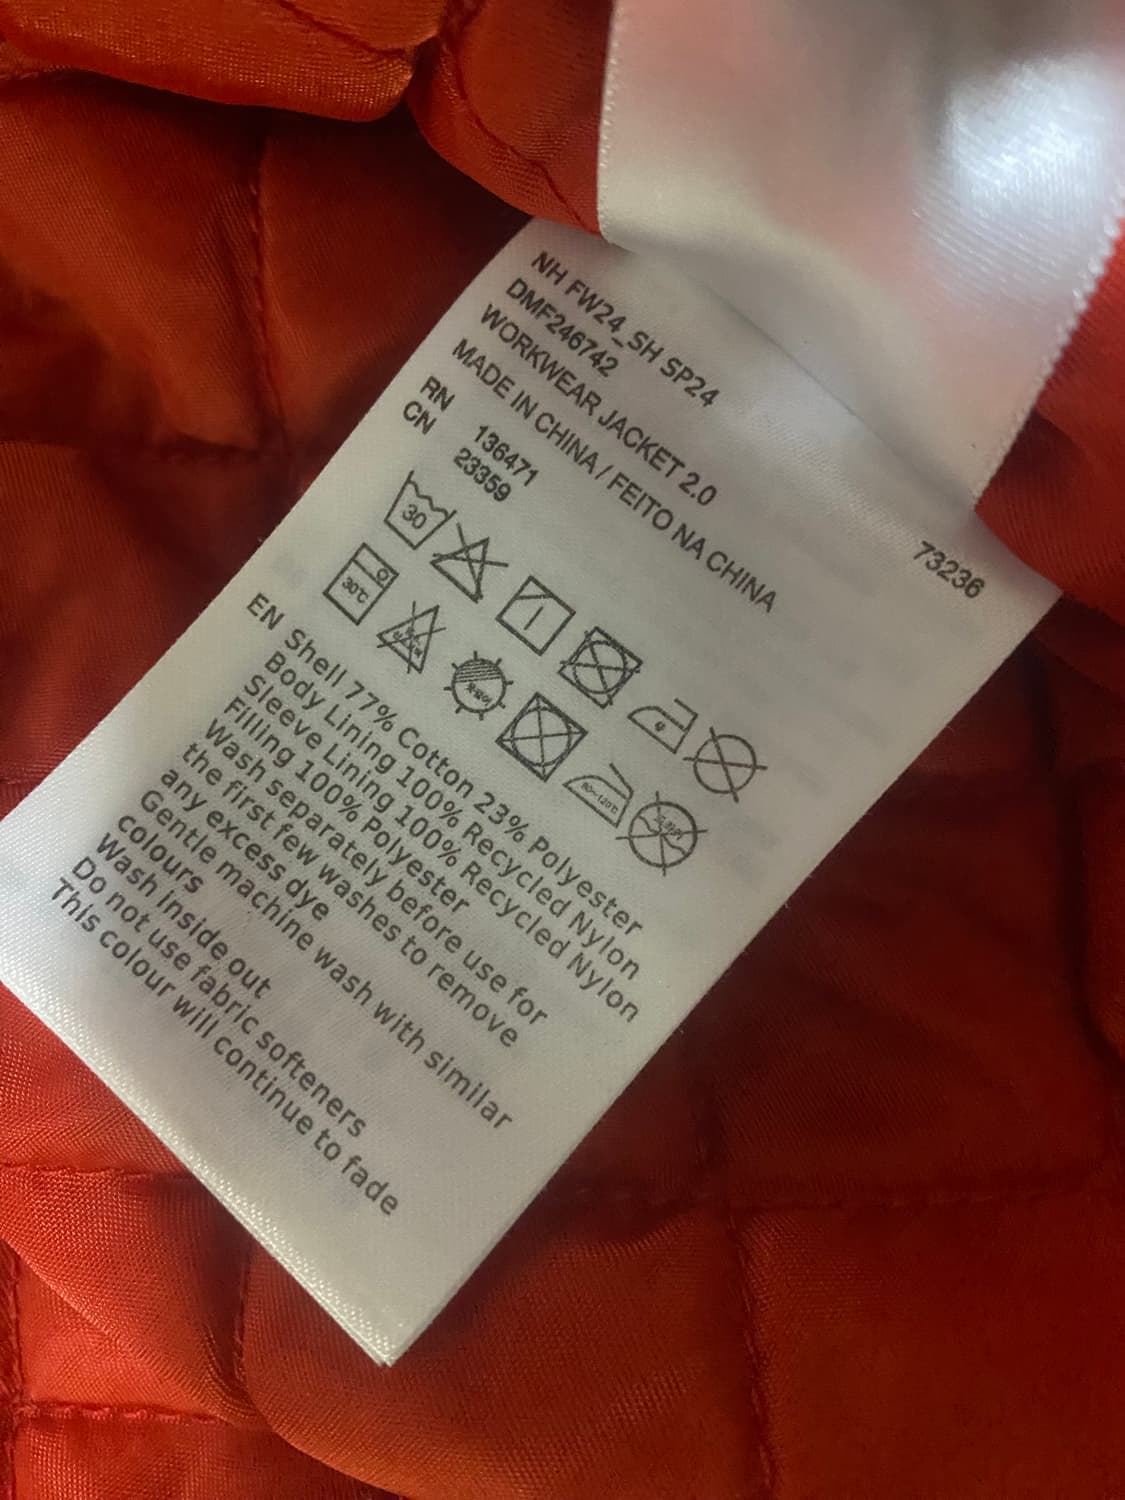 NH FW24_SH SP24
DMF246742
WORKWEAR JACKET 2.0
MADE IN CHINA / FEITO NA CHINA
73236
RN 136471
CN 23359
30
30℃
80~120℃
EN Shell 77% Cotton 23% Polyester
Body Lining 100% Recycled Nylon
Sleeve Lining 100% Recycled Nylon
Filling 100% Polyester
Wash separately before use for
the first few washes to remove
any excess dye
Gentle machine wash with similar
colours
Wash inside out
Do not use fabric softeners
This colour will continue to fade